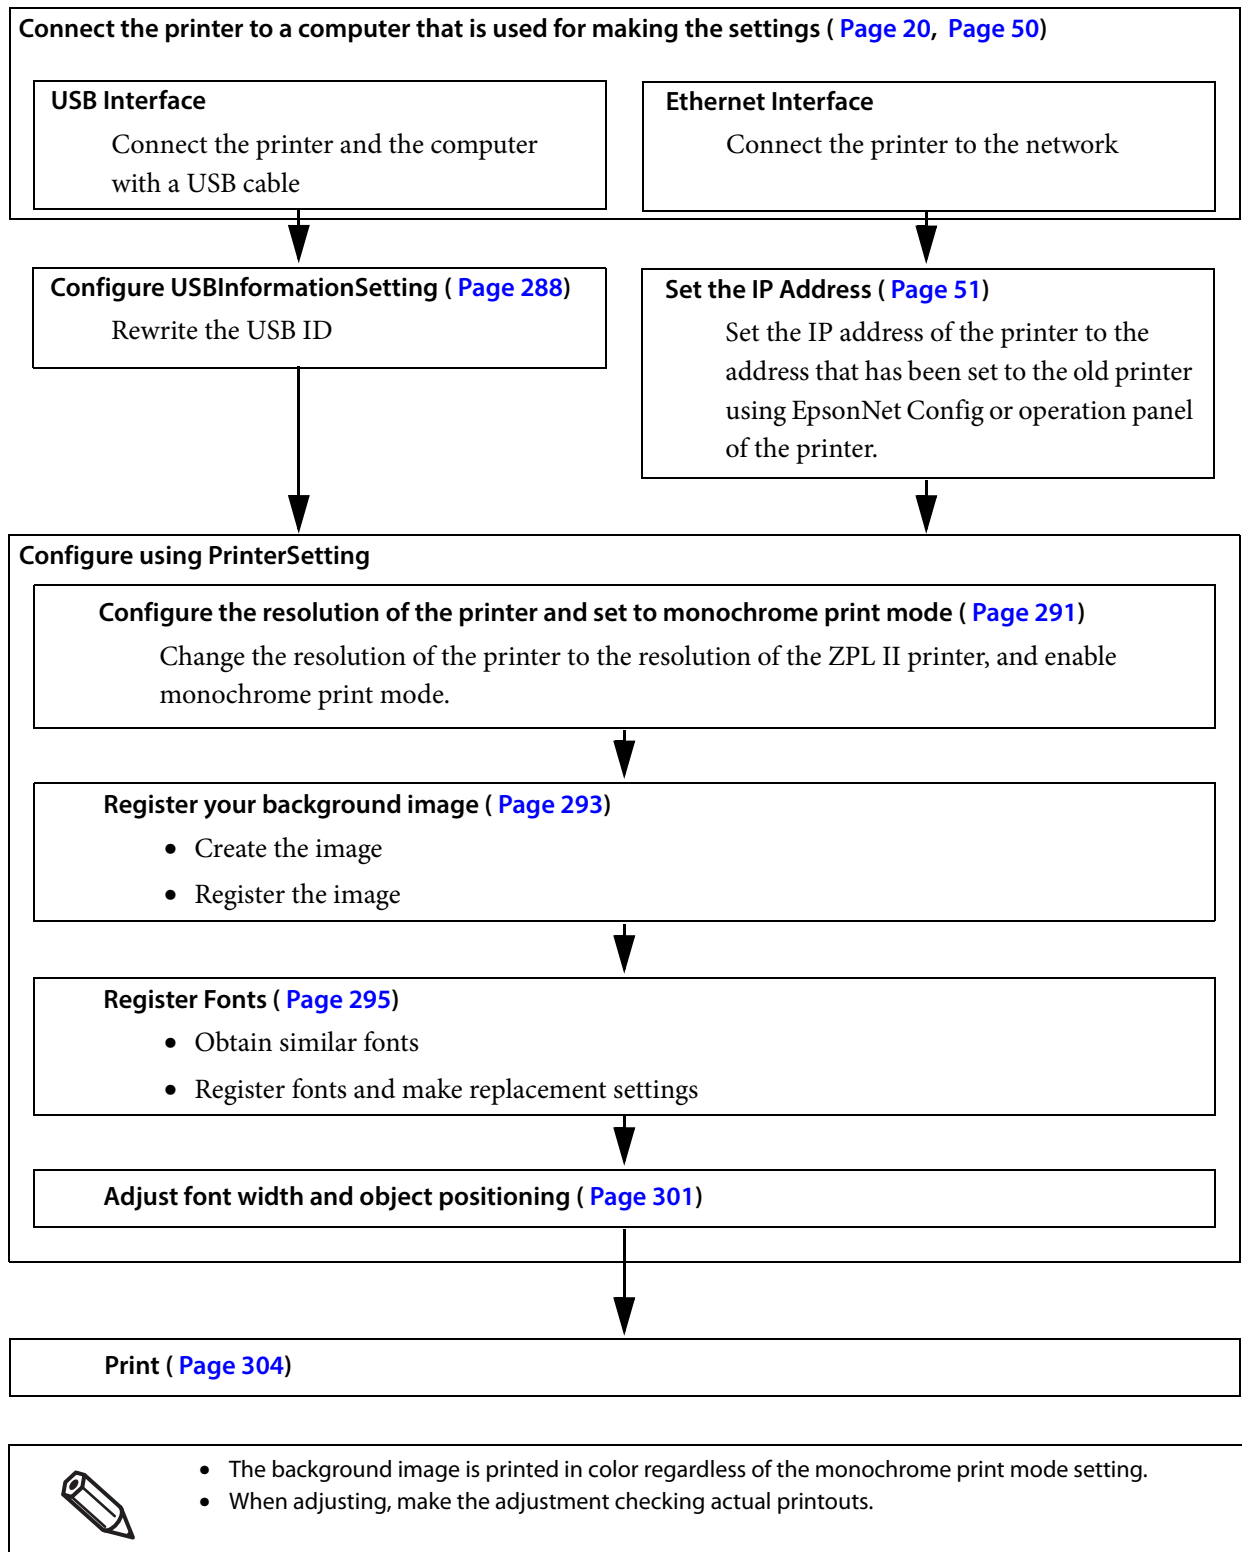 Connect the printer to a computer that is used for making the settings ( Page 20, Page 50)
USB Interface
Connect the printer and the computer
with a USB cable
Ethernet Interface
Connect the printer to the network
Configure USBInformationSetting ( Page 288)
Rewrite the USB ID
Set the IP Address ( Page 51)
Set the IP address of the printer to the
address that has been set to the old printer
using EpsonNet Config or operation panel
of the printer.
Configure using PrinterSetting
Configure the resolution of the printer and set to monochrome print mode ( Page 291)
Change the resolution of the printer to the resolution of the ZPL II printer, and enable
monochrome print mode.
Register your background image ( Page 293)
• Create the image
• Register the image
Register Fonts ( Page 295)
• Obtain similar fonts
• Register fonts and make replacement settings
Adjust font width and object positioning ( Page 301)
Print ( Page 304)
• The background image is printed in color regardless of the monochrome print mode setting.
• When adjusting, make the adjustment checking actual printouts.